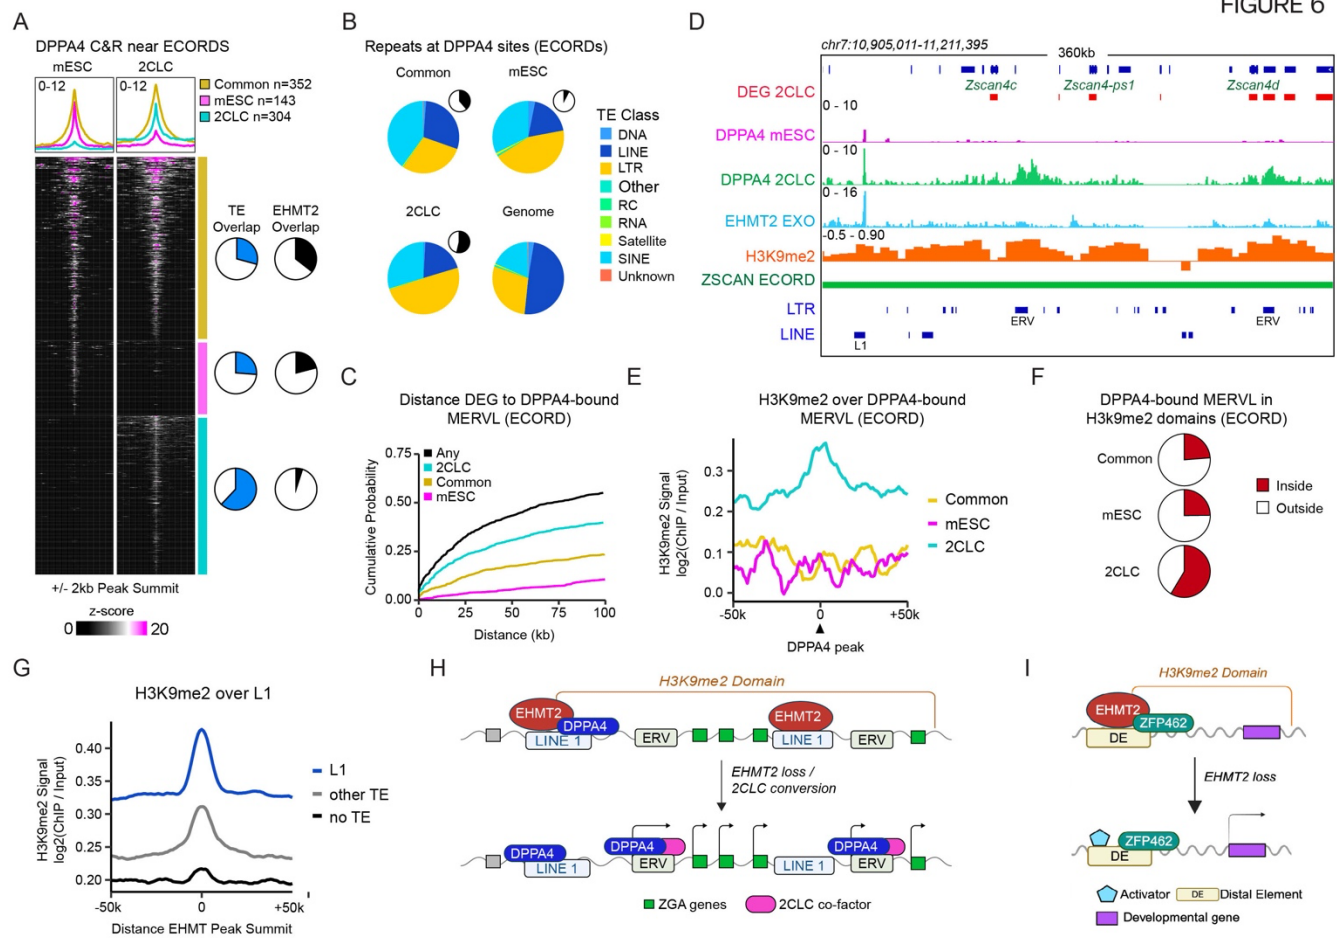 FIGURE 6
A
DPPA4 C&R near ECORDS
mESC
2CLC
0-12
0-12
Common n=352
mESC n=143
2CLC n=304
TE Overlap
EHMT2 Overlap
+/- 2kb Peak Summit
z-score
0
20
B
Repeats at DPPA4 sites (ECORDs)
Common
mESC
2CLC
Genome
TE Class
DNA
LINE
LTR
Other
RC
RNA
Satellite
SINE
Unknown
C
Distance DEG to DPPA4-bound
MERVL (ECORD)
Any
2CLC
Common
mESC
Cumulative Probability
0.75
0.50
0.25
0.00
0
25
50
75
100
Distance (kb)
D
chr7:10,905,011-11,211,395
360kb
Zscan4c
Zscan4-ps1
Zscan4d
DEG 2CLC
0 - 10
DPPA4 mESC
0 - 10
DPPA4 2CLC
0 - 16
EHMT2 EXO
-0.5 - 0.90
H3K9me2
ZSCAN ECORD
LTR
ERV
ERV
LINE
L1
E
H3K9me2 over DPPA4-bound
MERVL (ECORD)
H3K9me2 Signal
log2(ChIP / Input)
0.3
0.2
0.1
0.0
-50k
0
+50k
DPPA4 peak
Common
mESC
2CLC
F
DPPA4-bound MERVL in
H3k9me2 domains (ECORD)
Common
mESC
2CLC
Inside
Outside
G
H3K9me2 over L1
H3K9me2 Signal
log2(ChIP / Input)
0.40
0.35
0.30
0.25
0.20
-50k
0
+50k
Distance EHMT Peak Summit
L1
other TE
no TE
H
H3K9me2 Domain
EHMT2
DPPA4
LINE 1
ERV
EHMT2
LINE 1
ERV
EHMT2 loss /
2CLC conversion
DPPA4
LINE 1
DPPA4
ERV
LINE 1
DPPA4
ERV
ZGA genes
2CLC co-factor
I
H3K9me2 Domain
EHMT2
ZFP462
DE
EHMT2 loss
ZFP462
DE
Activator
DE
Distal Element
Developmental gene